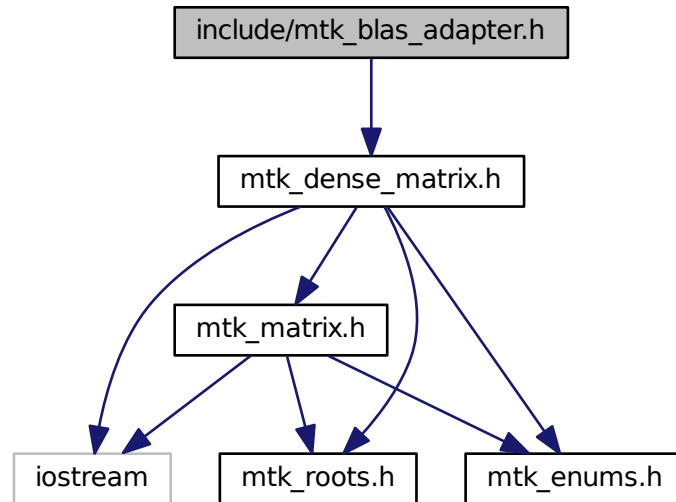 include/mtk_blas_adapter.h
mtk_dense_matrix.h
mtk_matrix.h
iostream
mtk_roots.h
mtk_enums.h